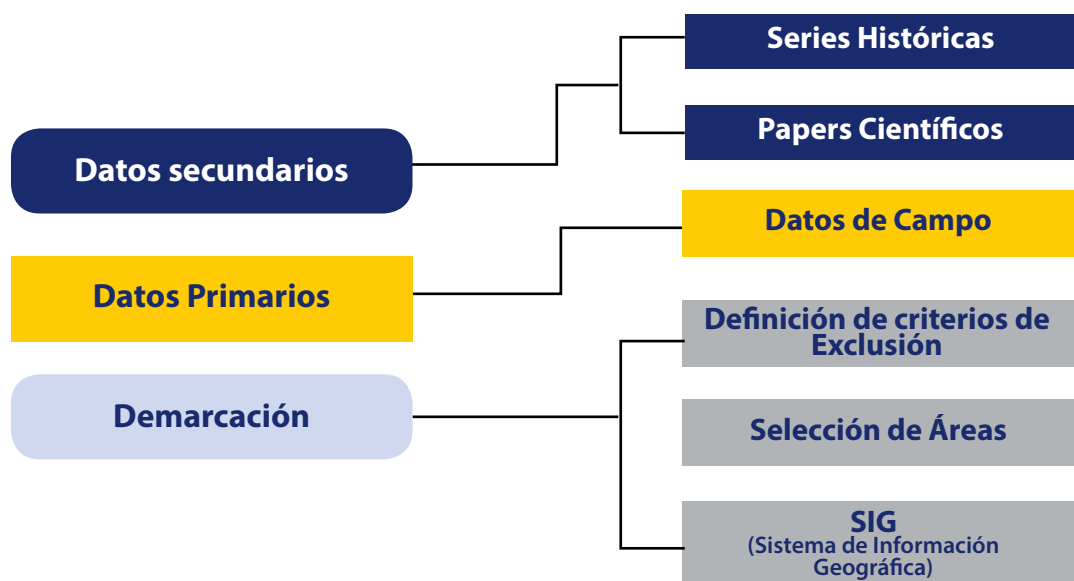 Datos secundarios
Series Históricas
Papers Científicos
Datos Primarios
Datos de Campo
Demarcación
Definición de criterios de
Exclusión
Selección de Áreas
SIG
(Sistema de Información
Geográfica)